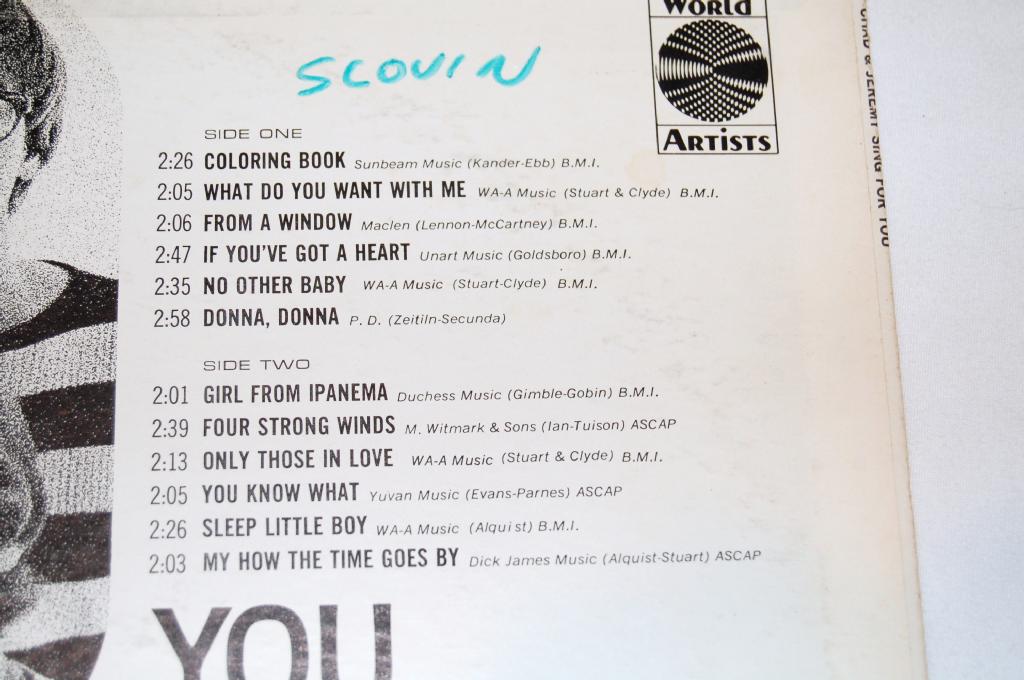 World
Artists
SCOVIN
SIDE ONE
2:26 COLORING BOOK Sunbeam Music (Kander-Ebb) B.M.I.
2:05 WHAT DO YOU WANT WITH ME WA-A Music (Stuart & Clyde) B.M.I.
2:06 FROM A WINDOW Maclen (Lennon-McCartney) B.M.I.
2:47 IF YOU'VE GOT A HEART Unart Music (Goldsboro) B.M.I.
2:35 NO OTHER BABY WA-A Music (Stuart-Clyde) B.M.I.
2:58 DONNA, DONNA P. D. (Zeitiln-Secunda)
SIDE TWO
2:01 GIRL FROM IPANEMA Duchess Music (Gimble-Gobin) B.M.I.
2:39 FOUR STRONG WINDS M. Witmark & Sons (Ian-Tuison) ASCAP
2:13 ONLY THOSE IN LOVE WA-A Music (Stuart & Clyde) B.M.I.
2:05 YOU KNOW WHAT Yuvan Music (Evans-Parnes) ASCAP
2:26 SLEEP LITTLE BOY WA-A Music (Alquist) B.M.I.
2:03 MY HOW THE TIME GOES BY Dick James Music (Alquist-Stuart) ASCAP
YOU
CHAD & JEREMY SING FOR YOU